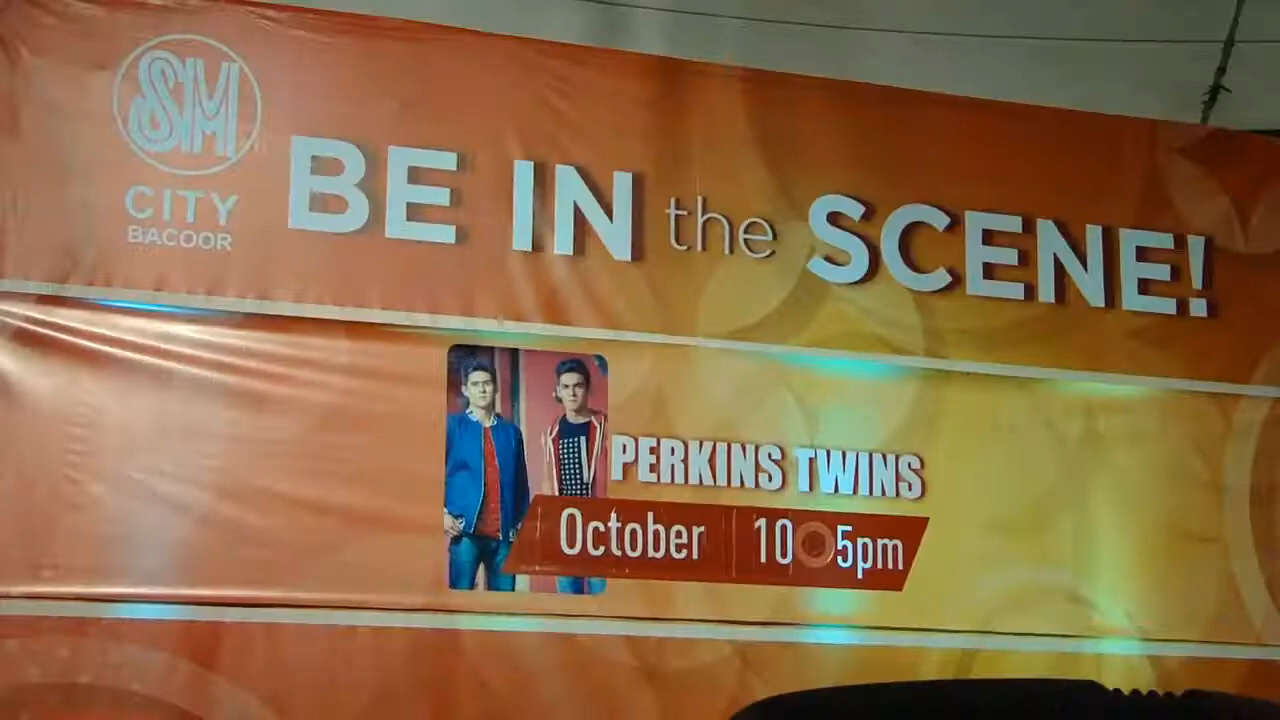 SM
CITY
BACOOR
BE IN the SCENE!
PERKINS TWINS
October 10 5pm